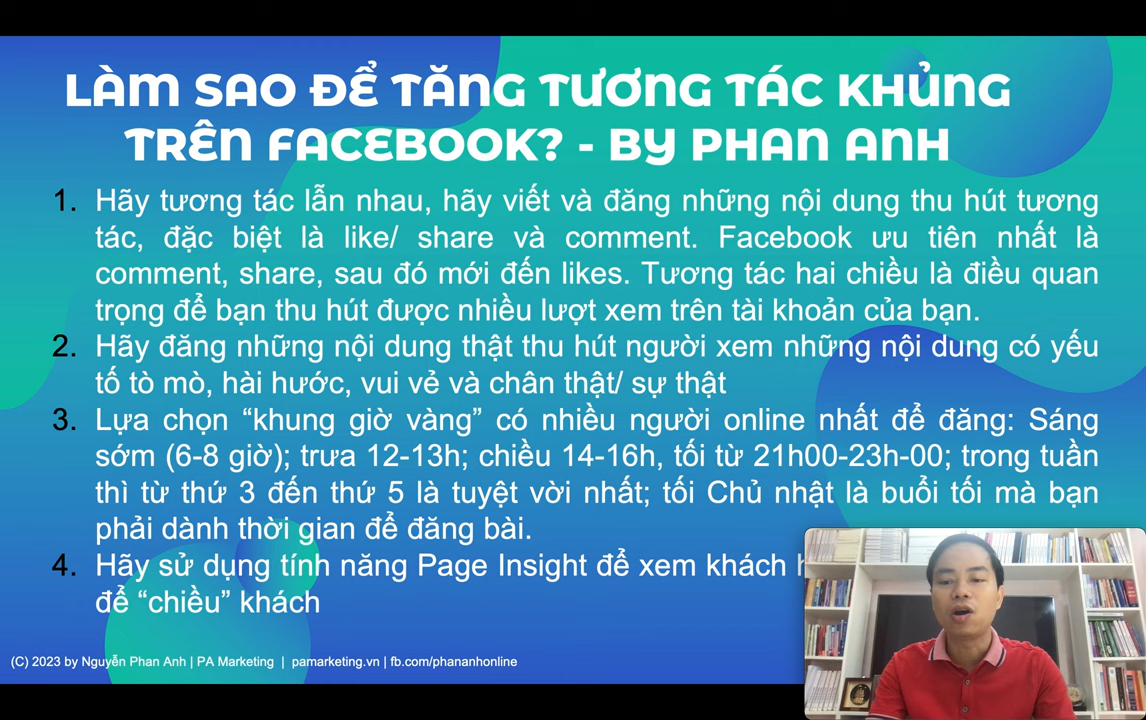 LÀM SAO ĐỂ TĂNG TƯƠNG TÁC KHỦNG
TRÊN FACEBOOK? - BY PHAN ANH
1. Hãy tương tác lẫn nhau, hãy viết và đăng những nội dung thu hút tương
tác, đặc biệt là like/ share và comment. Facebook ưu tiên nhất là
comment, share, sau đó mới đến likes. Tương tác hai chiều là điều quan
trọng để bạn thu hút được nhiều lượt xem trên tài khoản của bạn.
2. Hãy đăng những nội dung thật thu hút người xem những nội dung có yếu
tố tò mò, hài hước, vui vẻ và chân thật/ sự thật
3. Lựa chọn “khung giờ vàng” có nhiều người online nhất để đăng: Sáng
sớm (6-8 giờ); trưa 12-13h; chiều 14-16h, tối từ 21h00-23h-00; trong tuần
thì từ thứ 3 đến thứ 5 là tuyệt vời nhất; tối Chủ nhật là buổi tối mà bạn
phải dành thời gian để đăng bài.
4. Hãy sử dụng tính năng Page Insight để xem khách
để “chiều” khách
(C) 2023 by Nguyễn Phan Anh | PA Marketing | pamarketing.vn | fb.com/phananhonline